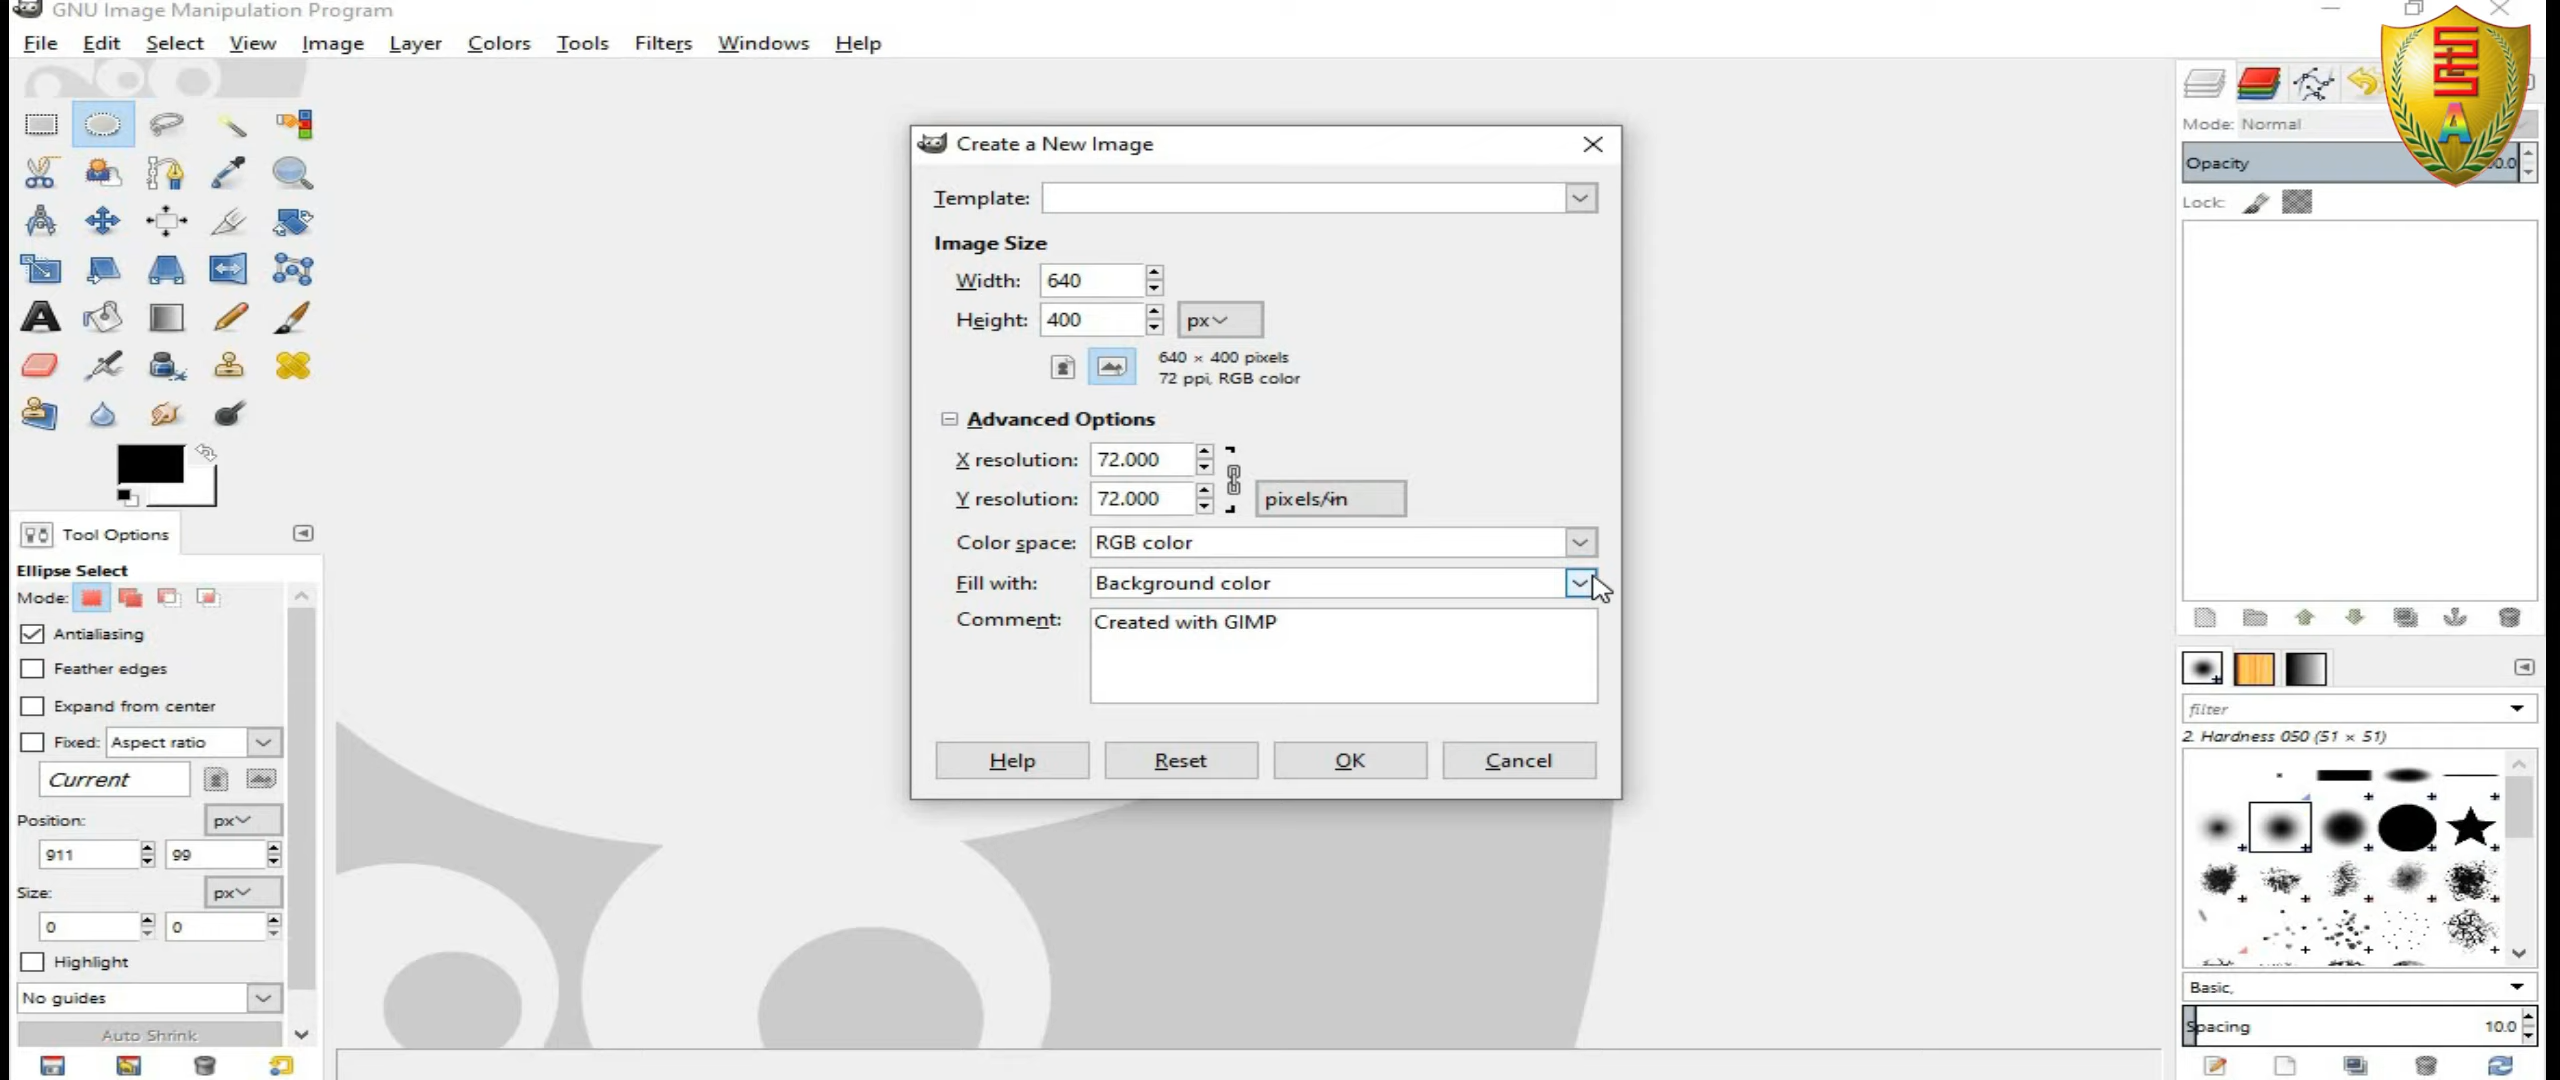 GNU Image Manipulation Program
File Edit Select View Image Layer Colors Tools Filters Windows Help
Tool Options
Ellipse Select
Mode:
Antialiasing
Feather edges
Expand from center
Fixed: Aspect ratio
Current
Position: px
911 99
Size: px
0 0
Highlight
No guides
Auto Shrink
Create a New Image
Template:
Image Size
Width: 640
Height: 400 px
640 × 400 pixels
72 ppi, RGB color
Advanced Options
X resolution: 72.000
Y resolution: 72.000 pixels/in
Color space: RGB color
Fill with: Background color
Comment: Created with GIMP
Help Reset OK Cancel
Mode: Normal
Opacity 0.0
Lock:
filter
2. Hardness 050 (51 × 51)
Basic,
Spacing 10.0
A